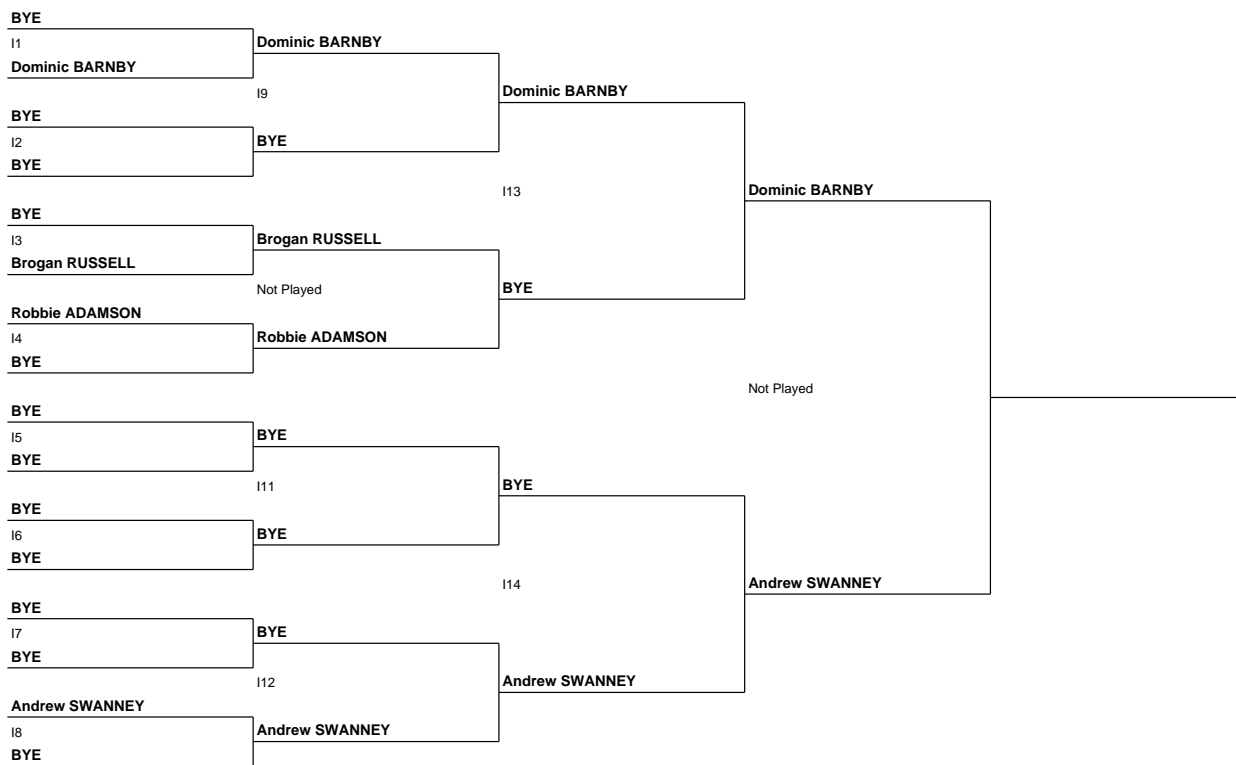 BYE
I1
Dominic BARNBY
BYE
I2
BYE
BYE
I3
Brogan RUSSELL
Robbie ADAMSON
I4
BYE
BYE
I5
BYE
BYE
I6
BYE
BYE
I7
BYE
Andrew SWANNEY
I8
BYE
Dominic BARNBY
I9
BYE
Brogan RUSSELL
Not Played
Robbie ADAMSON
BYE
I11
BYE
BYE
I12
Andrew SWANNEY
Dominic BARNBY
I13
BYE
BYE
I14
Andrew SWANNEY
Dominic BARNBY
Not Played
Andrew SWANNEY